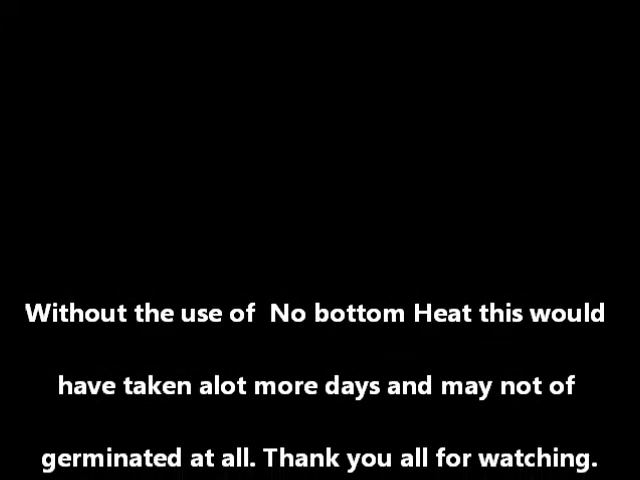 Without the use of  No bottom Heat this would
have taken alot more days and may not of
germinated at all. Thank you all for watching.